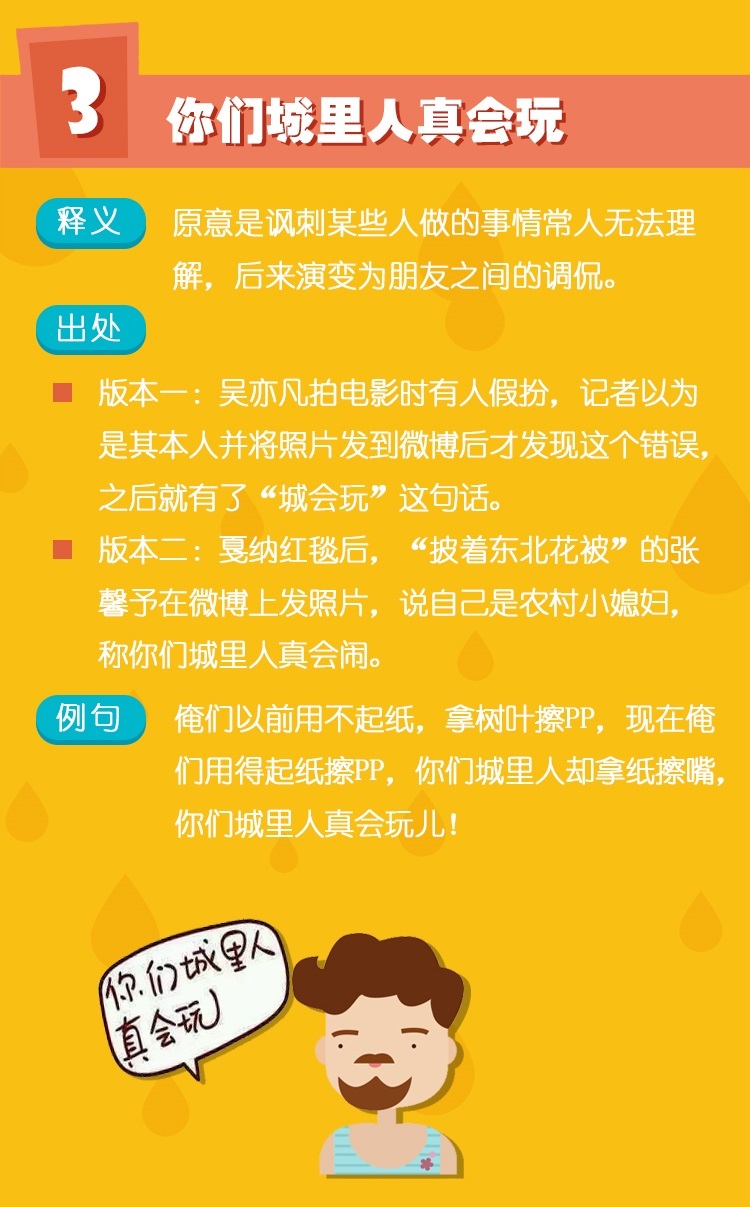 3
你们城里人真会玩
释义
原意是讽刺某些人做的事情常人无法理
解，后来演变为朋友之间的调侃。
出处
版本一：吴亦凡拍电影时有人假扮，记者以为
是其本人并将照片发到微博后才发现这个错误，
之后就有了“城会玩”这句话。
版本二：戛纳红毯后，“披着东北花被”的张
馨予在微博上发照片，说自己是农村小媳妇，
称你们城里人真会闹。
例句
俺们以前用不起纸，拿树叶擦PP，现在俺
们用得起纸擦PP，你们城里人却拿纸擦嘴，
你们城里人真会玩儿！
你们城里人
真会玩